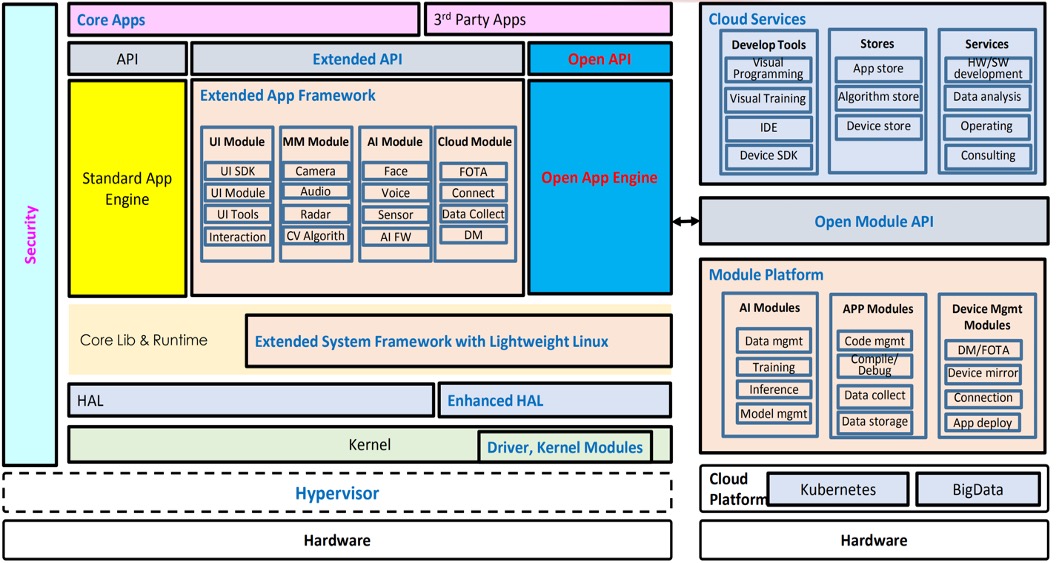 Security
Core Apps
3rd Party Apps
API
Extended API
Open API
Standard App
Engine
Extended App Framework
UI Module
UI SDK
UI Module
UI Tools
Interaction
MM Module
Camera
Audio
Radar
CV Algorith
AI Module
Face
Voice
Sensor
AI FW
Cloud Module
FOTA
Connect
Data Collect
DM
Open App Engine
Core Lib & Runtime
Extended System Framework with Lightweight Linux
HAL
Enhanced HAL
Kernel
Driver, Kernel Modules
Hypervisor
Hardware
Cloud Services
Develop Tools
Visual
Programming
Visual Training
IDE
Device SDK
Stores
App store
Algorithm store
Device store
Services
HW/SW
development
Data analysis
Operating
Consulting
Open Module API
Module Platform
AI Modules
Data mgmt
Training
Inference
Model mgmt
APP Modules
Code mgmt
Compile/
Debug
Data collect
Data storage
Device Mgmt
Modules
DM/FOTA
Device mirror
Connection
App deploy
Cloud
Platform
Kubernetes
BigData
Hardware